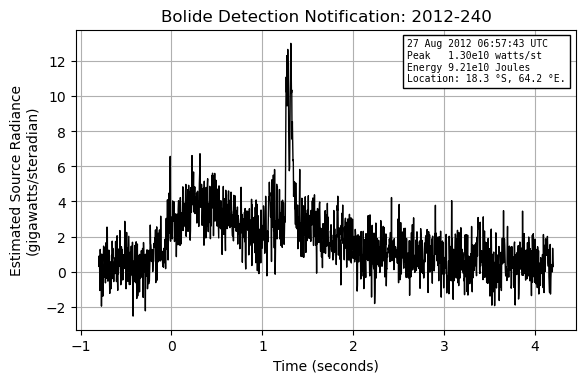 Bolide Detection Notification: 2012-240
27 Aug 2012 06:57:43 UTC
Peak   1.30e10 watts/st
Energy 9.21e10 Joules
Location: 18.3 °S, 64.2 °E.
Estimated Source Radiance
(gigawatts/steradian)
12
10
8
6
4
2
0
−2
−1
0
1
2
3
4
Time (seconds)